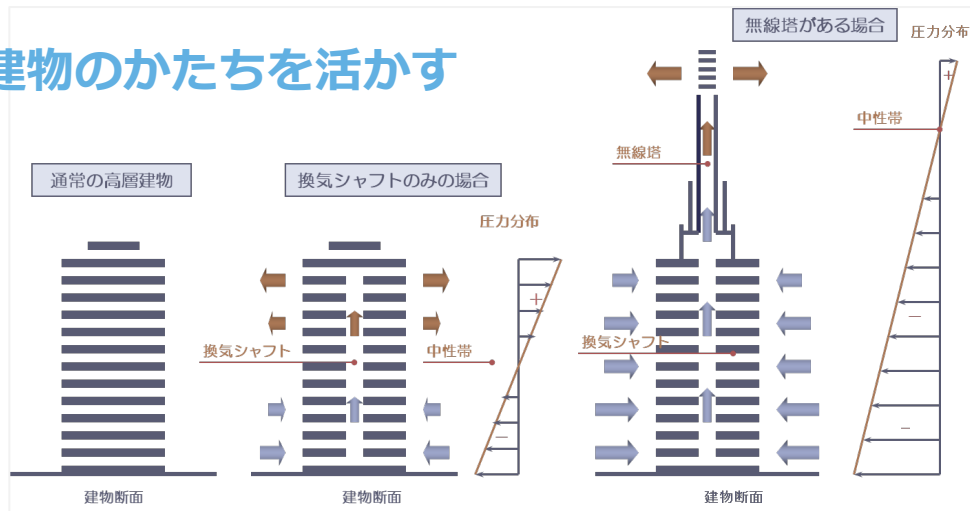 建物のかたちを活かす
無線塔がある場合
圧力分布
+
中性帯
無線塔
通常の高層建物
換気シャフトのみの場合
圧力分布
+
換気シャフト
中性帯
換気シャフト
−
−
−
建物断面
建物断面
建物断面